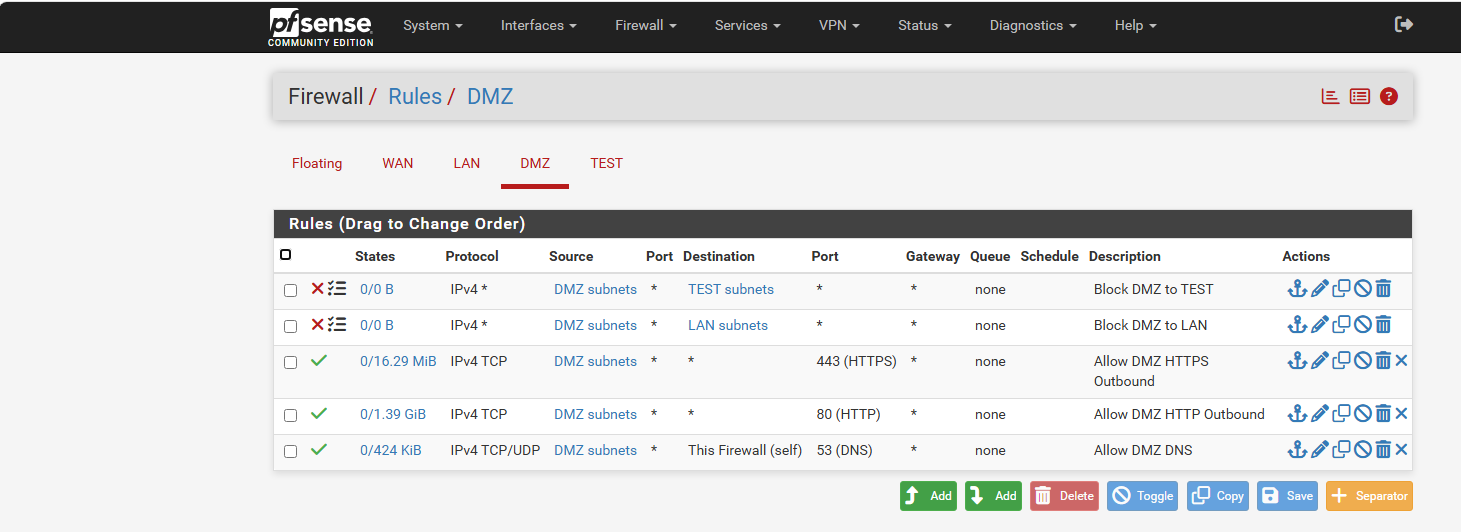 pfsense
COMMUNITY EDITION
System Interfaces Firewall Services VPN Status Diagnostics Help
Firewall / Rules / DMZ
Floating WAN LAN DMZ TEST
Rules (Drag to Change Order)
States Protocol Source Port Destination Port Gateway Queue Schedule Description Actions
0/0 B IPv4 * DMZ subnets * TEST subnets * * none Block DMZ to TEST
0/0 B IPv4 * DMZ subnets * LAN subnets * * none Block DMZ to LAN
0/16.29 MiB IPv4 TCP DMZ subnets * * 443 (HTTPS) * none Allow DMZ HTTPS
Outbound
0/1.39 GiB IPv4 TCP DMZ subnets * * 80 (HTTP) * none Allow DMZ HTTP Outbound
0/424 KiB IPv4 TCP/UDP DMZ subnets * This Firewall (self) 53 (DNS) * none Allow DMZ DNS
Add Add Delete Toggle Copy Save Separator